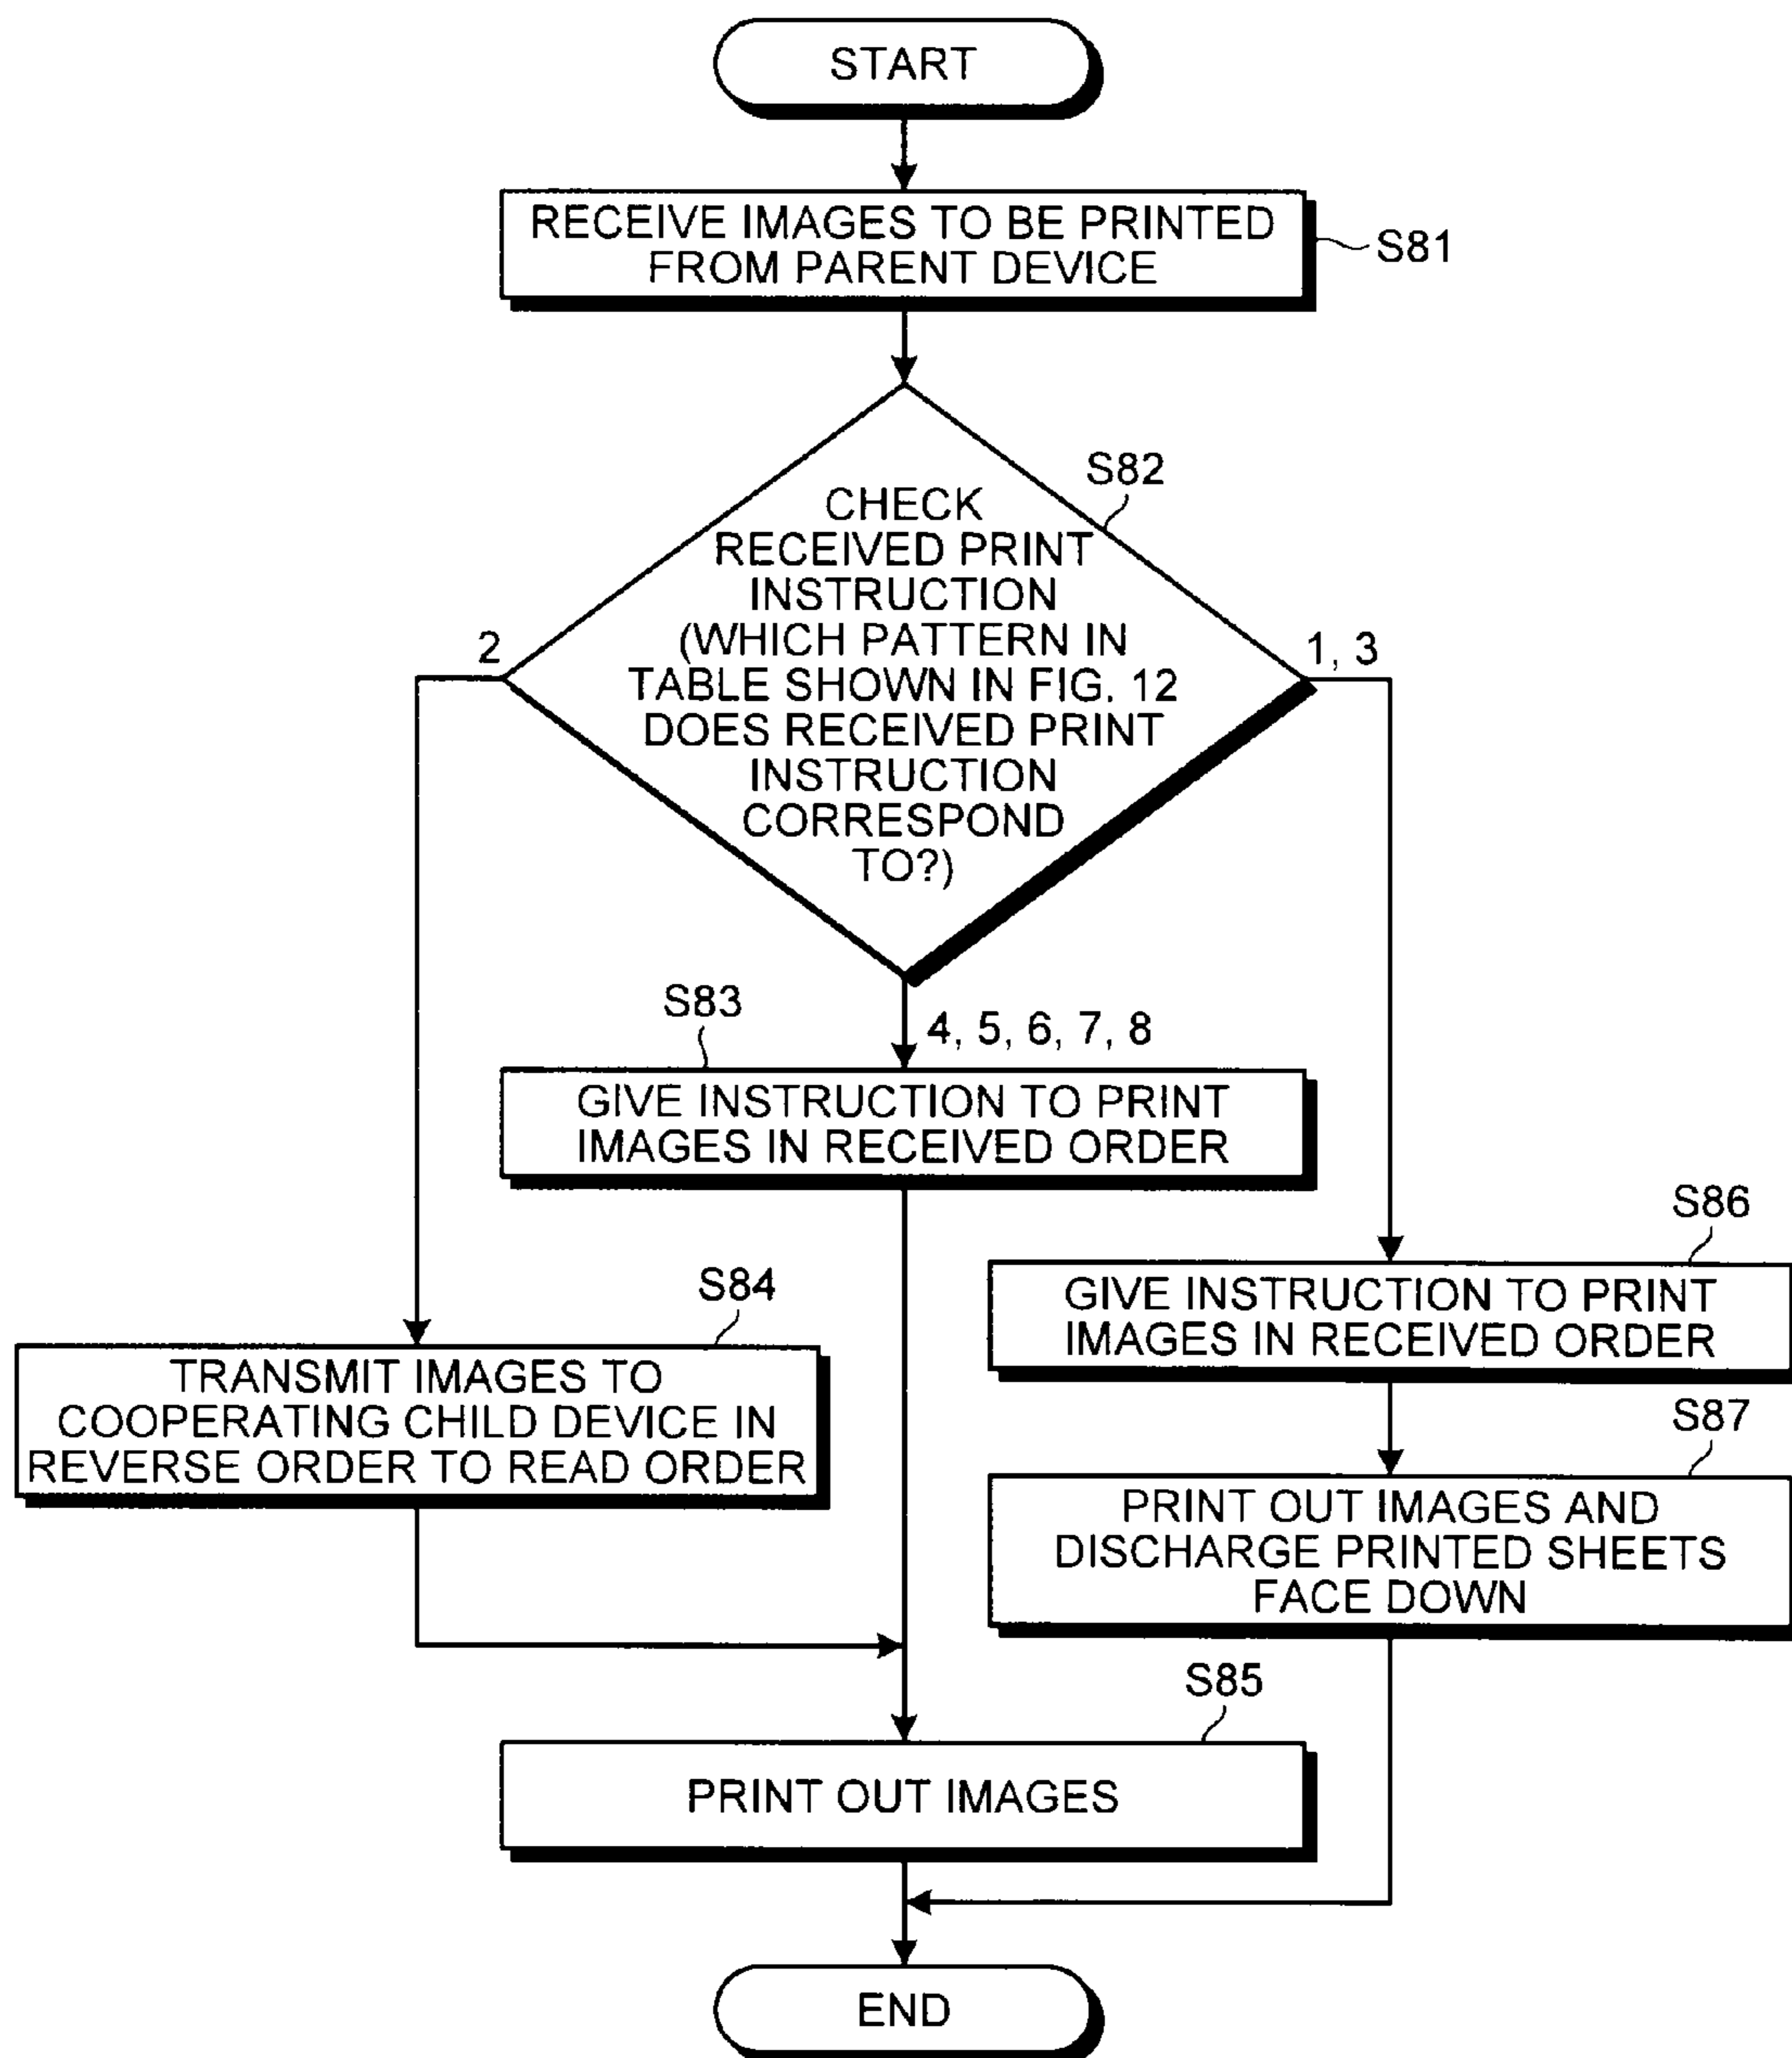 START
RECEIVE IMAGES TO BE PRINTED
FROM PARENT DEVICE
S81
S82
CHECK
RECEIVED PRINT
INSTRUCTION
(WHICH PATTERN IN
TABLE SHOWN IN FIG. 12
DOES RECEIVED PRINT
INSTRUCTION
CORRESPOND
TO?)
2
1, 3
4, 5, 6, 7, 8
S83
GIVE INSTRUCTION TO PRINT
IMAGES IN RECEIVED ORDER
S84
TRANSMIT IMAGES TO
COOPERATING CHILD DEVICE IN
REVERSE ORDER TO READ ORDER
S86
GIVE INSTRUCTION TO PRINT
IMAGES IN RECEIVED ORDER
S87
PRINT OUT IMAGES AND
DISCHARGE PRINTED SHEETS
FACE DOWN
S85
PRINT OUT IMAGES
END